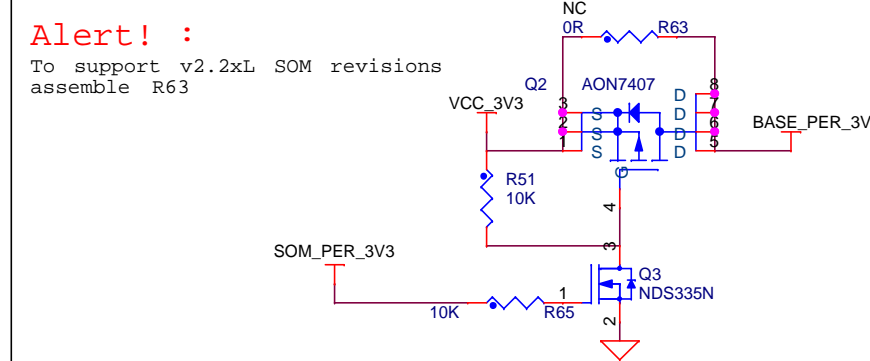 Alert! :
To support v2.2xL SOM revisions
assemble R63
NC
0R
R63
Q2
AON7407
VCC_3V3
3
2
1
S
S
S
G
D
D
D
D
8
7
6
5
BASE_PER_3V
R51
10K
4
3
SOM_PER_3V3
Q3
NDS335N
1
10K
R65
2